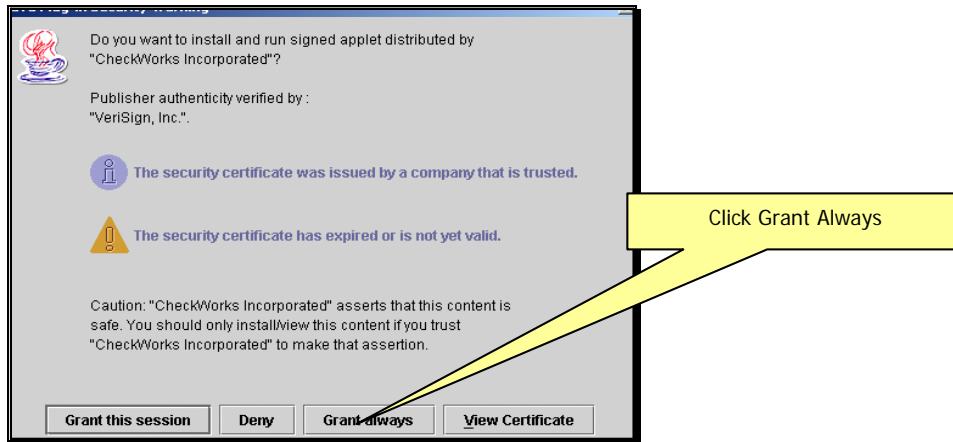 Do you want to install and run signed applet distributed by
"CheckWorks Incorporated"?
Publisher authenticity verified by :
"VeriSign, Inc.".
The security certificate was issued by a company that is trusted.
The security certificate has expired or is not yet valid.
Click Grant Always
Caution: "CheckWorks Incorporated" asserts that this content is
safe. You should only install/view this content if you trust
"CheckWorks Incorporated" to make that assertion.
Grant this session Deny Grant always View Certificate